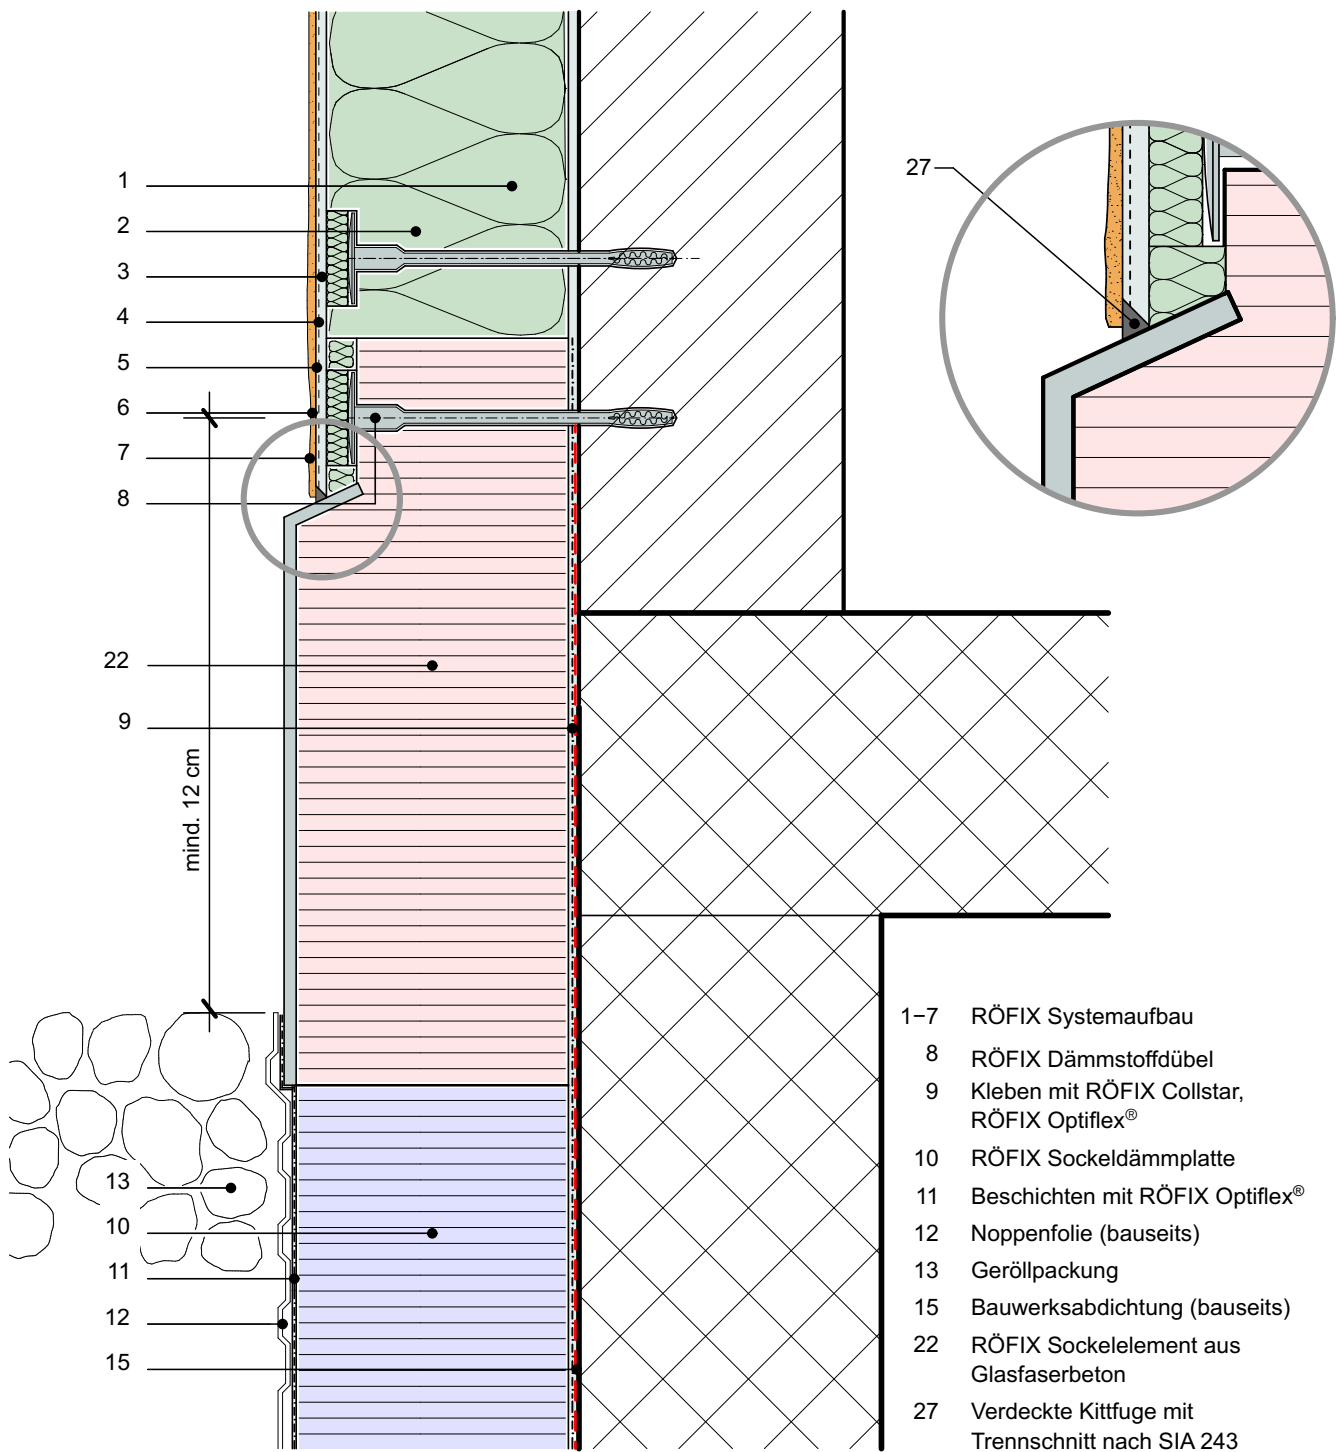 1
2
3
4
5
6
7
8
22
9
mind. 12 cm
13
10
11
12
15
27
1–7 RÖFIX Systemaufbau
8 RÖFIX Dämmstoffdübel
9 Kleben mit RÖFIX Collstar,
RÖFIX Optiflex®
10 RÖFIX Sockeldämmplatte
11 Beschichten mit RÖFIX Optiflex®
12 Noppenfolie (bauseits)
13 Geröllpackung
15 Bauwerksabdichtung (bauseits)
22 RÖFIX Sockelelement aus
Glasfaserbeton
27 Verdeckte Kittfuge mit
Trennschnitt nach SIA 243